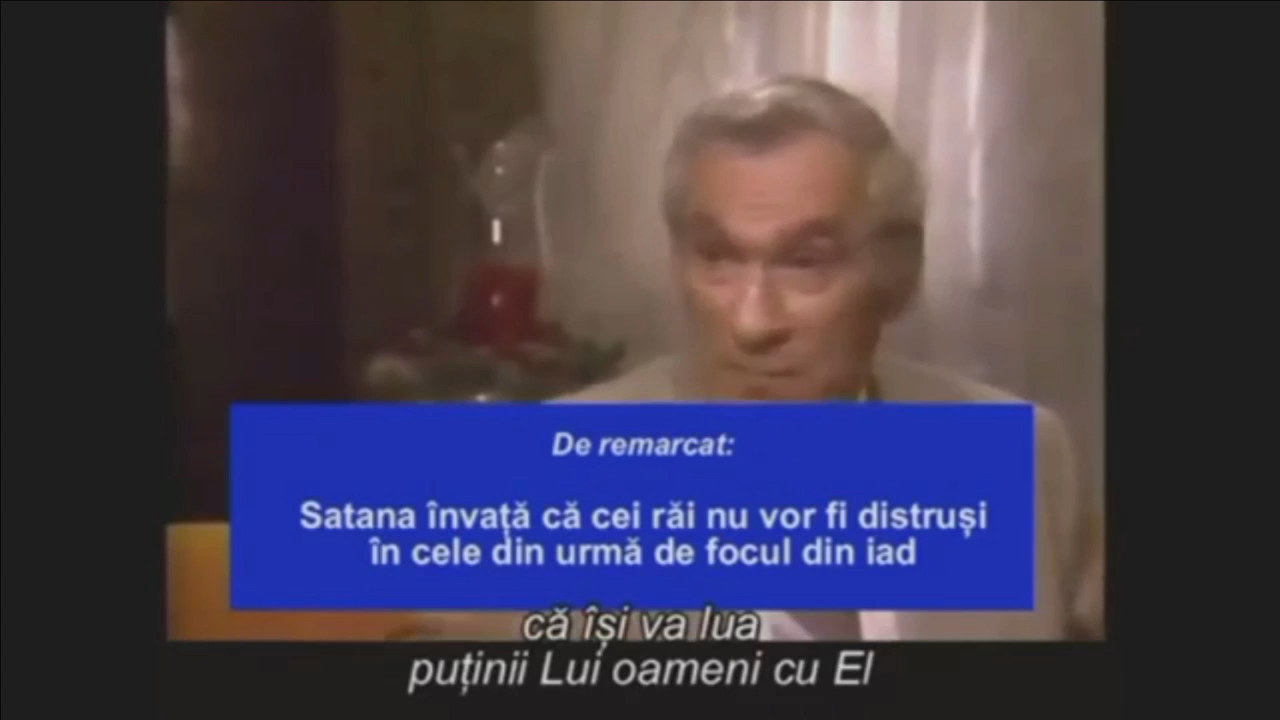 De remarcat:
Satana învaţă că cei răi nu vor fi distruși
în cele din urmă de focul din iad
că își va lua
puținii Lui oameni cu El